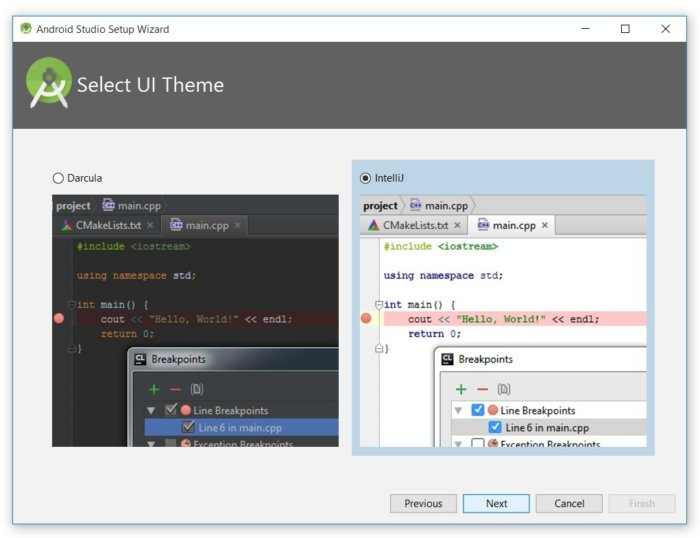 Android Studio Setup Wizard
Select UI Theme
Darcula
project main.cpp
CMakeLists.txt main.cpp
#include <iostream>
using namespace std;
int main() {
cout << "Hello, World!" << endl;
return 0;
}
CL Breakpoints
Line Breakpoints
Line 6 in main.cpp
Exception Breakpoints
IntelliJ
project main.cpp
CMakeLists.txt main.cpp
#include <iostream>
using namespace std;
int main() {
cout << "Hello, World!" << endl;
return 0;
}
CL Breakpoints
Line Breakpoints
Line 6 in main.cpp
Exception Breakpoints
Previous Next Cancel Finish